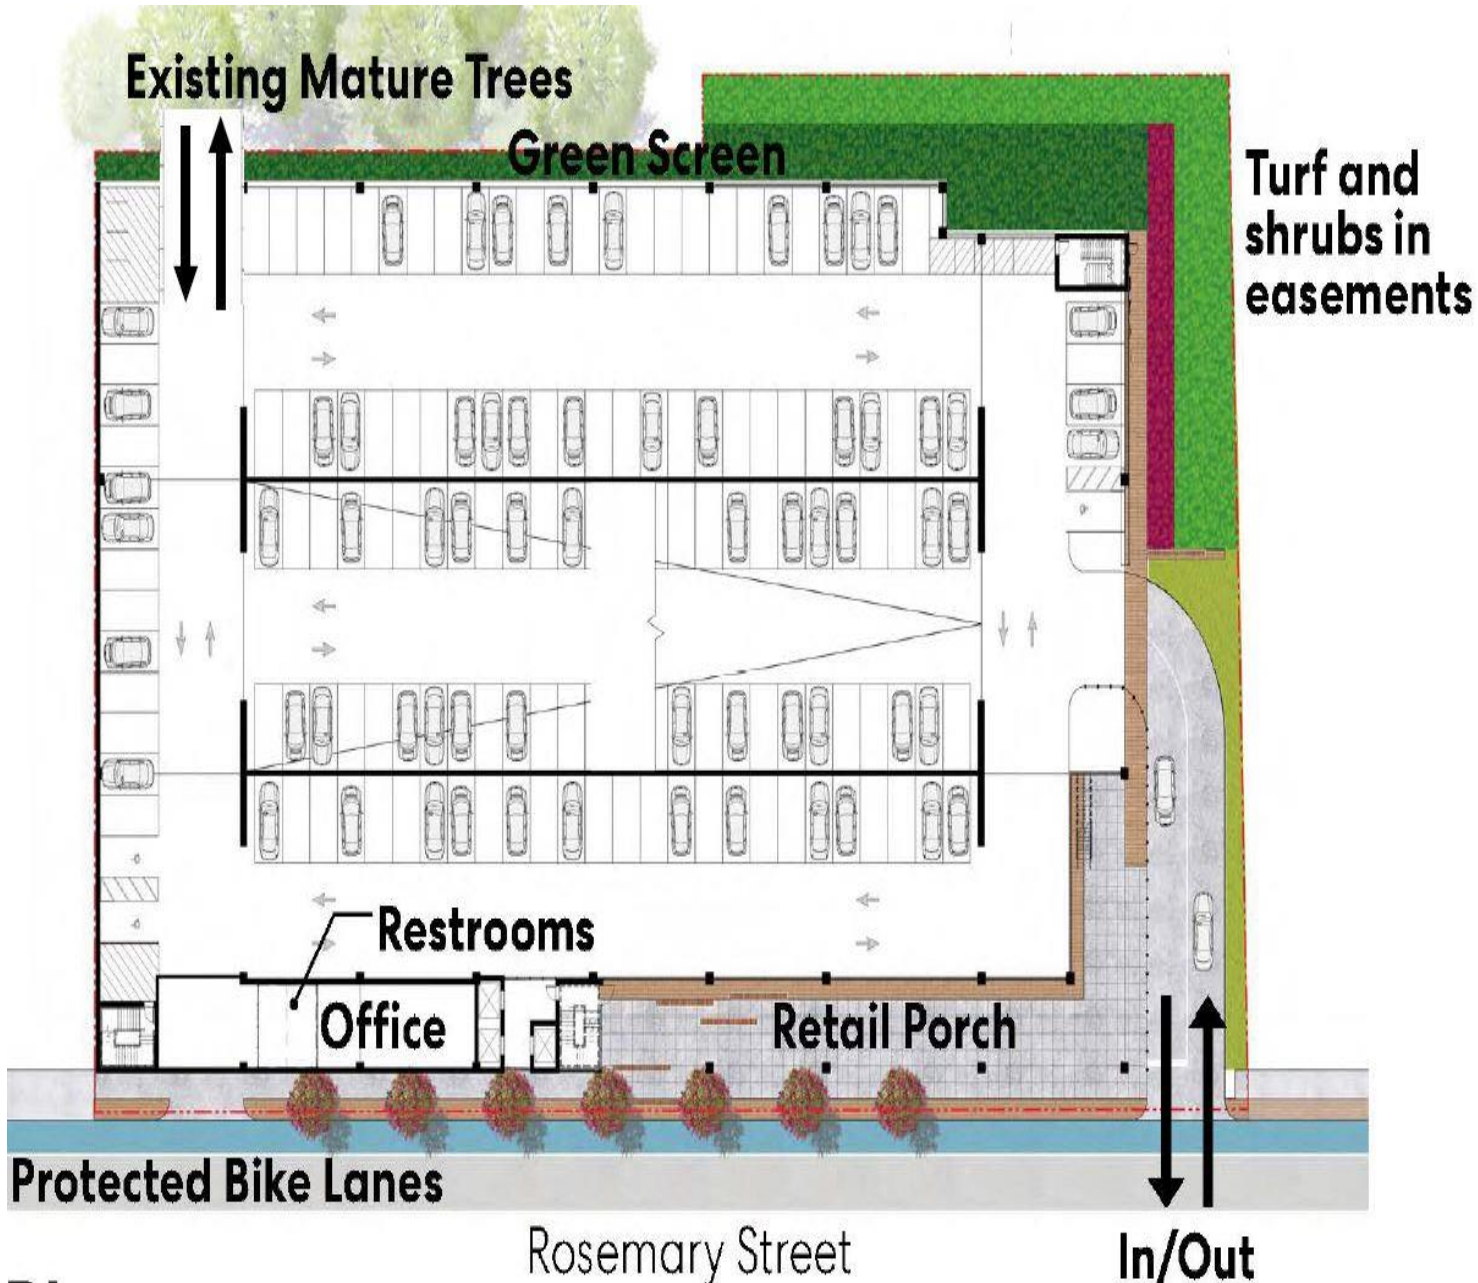 Existing Mature Trees
Green Screen
Turf and
shrubs in
easements
Restrooms
Office
Retail Porch
Protected Bike Lanes
Rosemary Street
In/Out